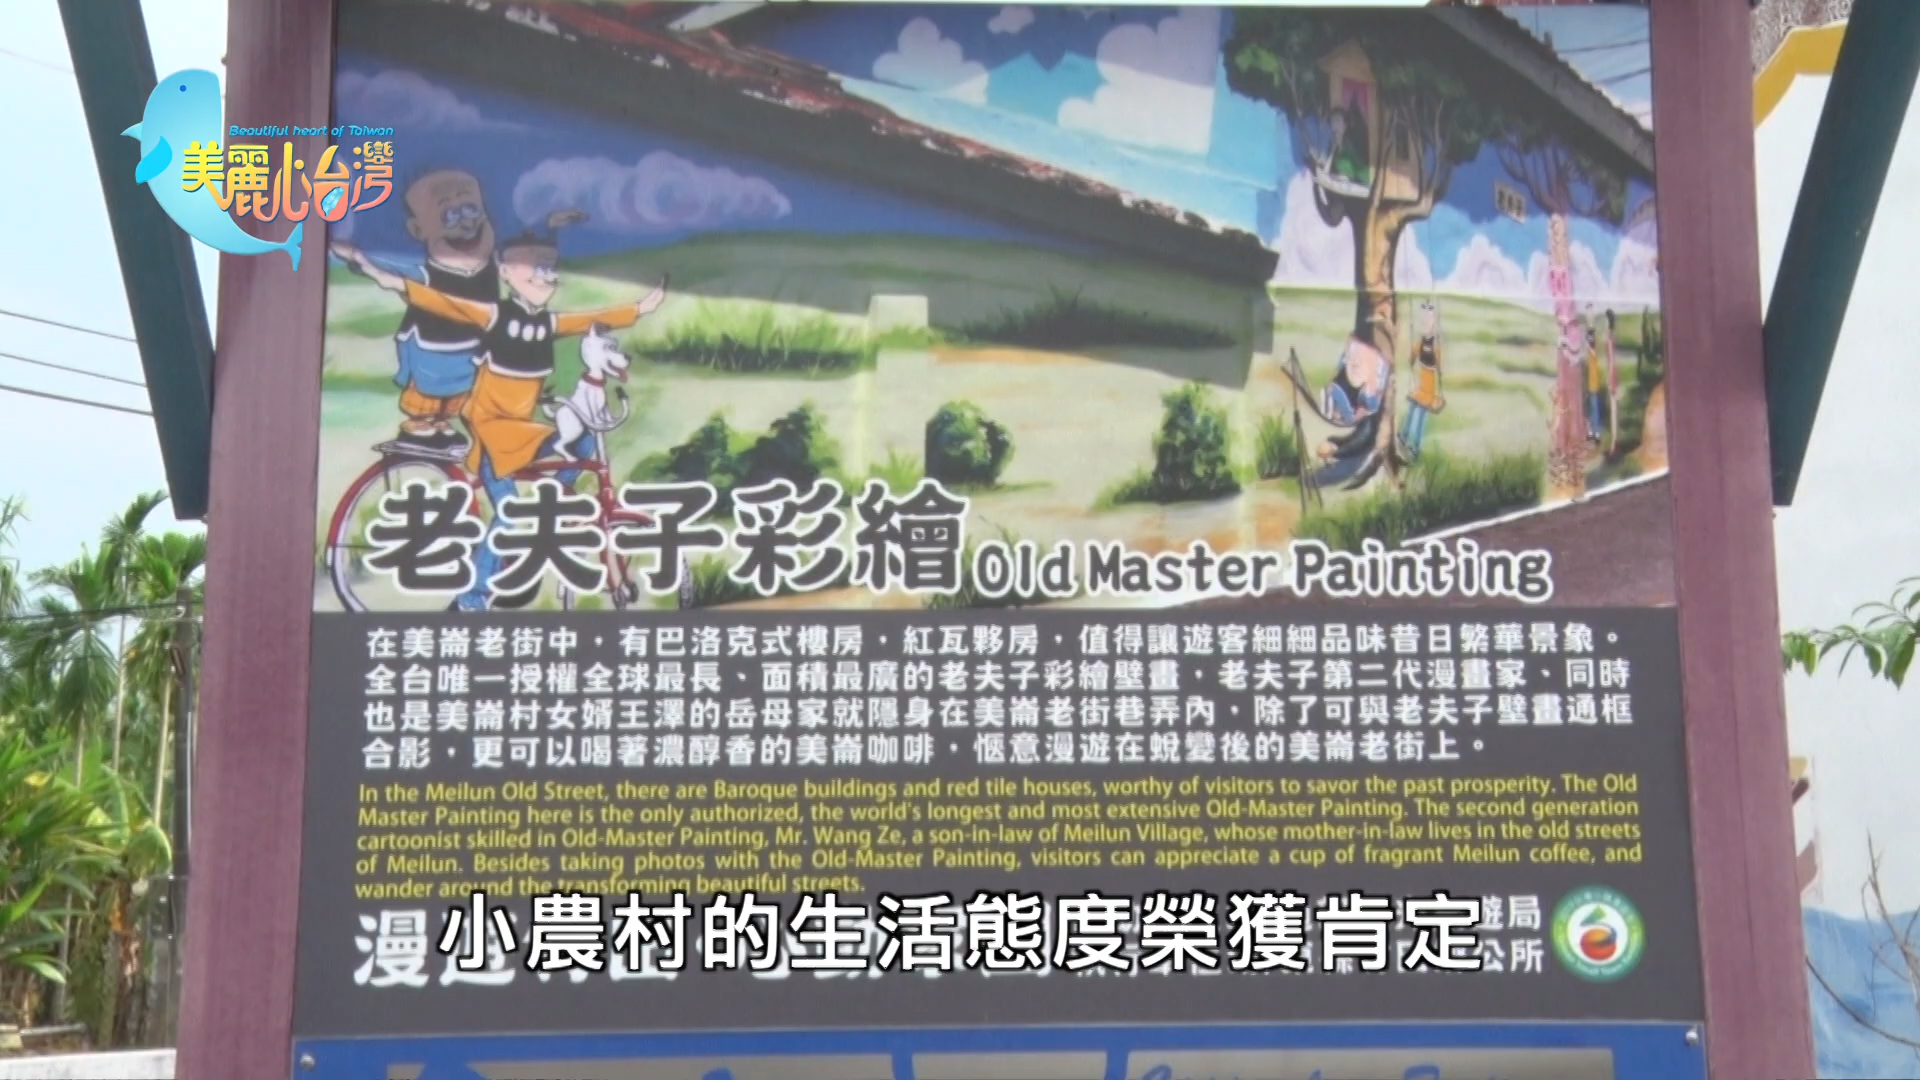 Beautiful heart of Taiwan
美麗心台灣
老夫子彩繪 Old Master Painting
在美崙老街中，有巴洛克式樓房，紅瓦夥房，值得讓遊客細細品味昔日繁華景象。
全台唯一授權全球最長、面積最廣的老夫子彩繪壁畫，老夫子第二代漫畫家、同時
也是美崙村女婿王澤的岳母家就隱身在美崙老街巷弄內，除了可與老夫子壁畫通框
合影，更可以喝著濃醇香的美崙咖啡，愜意漫遊在蛻變後的美崙老街上。
In the Meilun Old Street, there are Baroque buildings and red tile houses, worthy of visitors to savor the past prosperity. The Old
Master Painting here is the only authorized, the world's longest and most extensive Old-Master Painting. The second generation
cartoonist skilled in Old-Master Painting, Mr. Wang Ze, a son-in-law of Meilun Village, whose mother-in-law lives in the old streets
of Meilun. Besides taking photos with the Old-Master Painting, visitors can appreciate a cup of fragrant Meilun coffee, and
wander around the transforming beautiful streets.
遊局
公所
漫遊
小農村的生活態度榮獲肯定